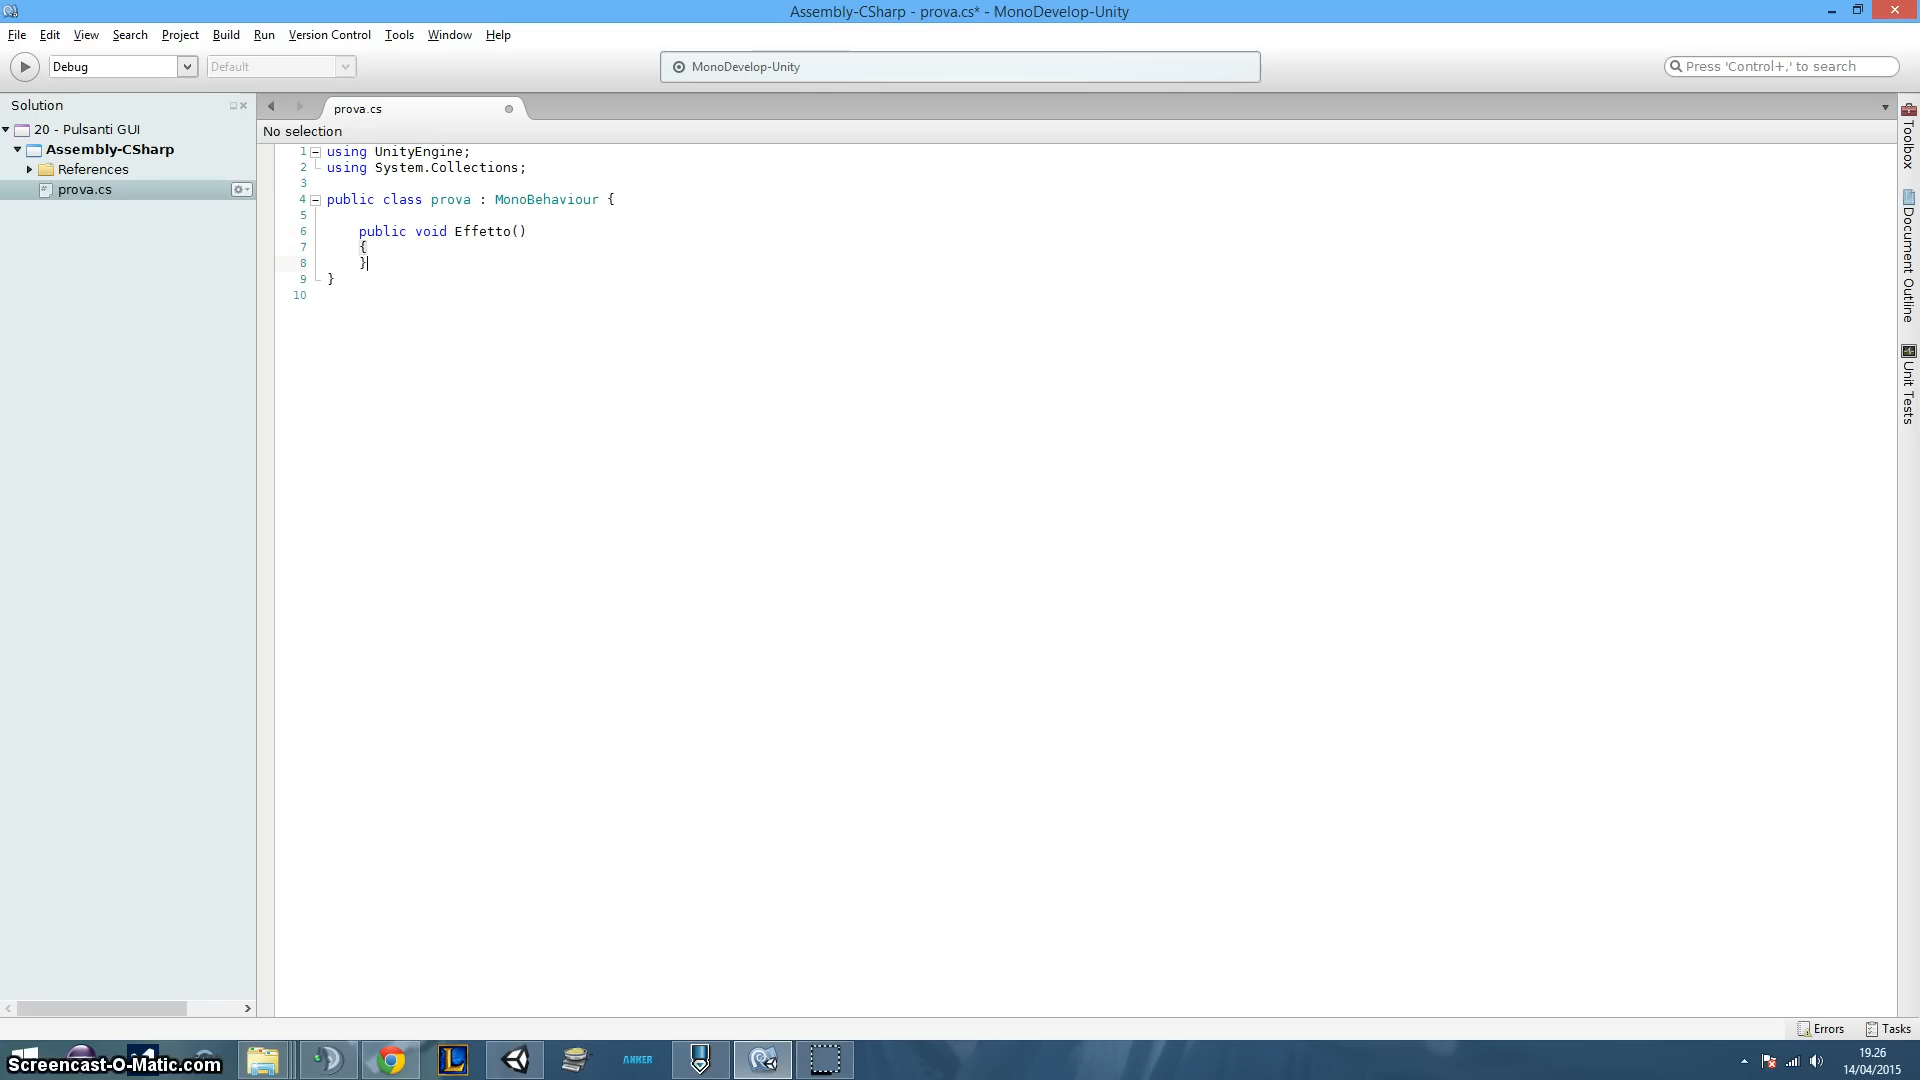 Assembly-CSharp - prova.cs* - MonoDevelop-Unity
File Edit View Search Project Build Run Version Control Tools Window Help
Debug Default MonoDevelop-Unity Press 'Control+,' to search
Solution
prova.cs
20 - Pulsanti GUI
No selection
Assembly-CSharp
References
prova.cs
1 using UnityEngine;
2 using System.Collections;
3
4 public class prova : MonoBehaviour {
5
6 public void Effetto()
7 {
8 }
9 }
10
Toolbox
Document Outline
Unit Tests
Errors Tasks
Screencast-O-Matic.com
ANKER
19.26
14/04/2015